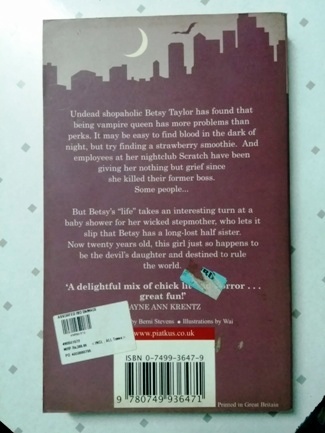 Undead shopaholic Betsy Taylor has found that
being vampire queen has more problems than
perks. It may be easy to find blood in the dark of
night, but try finding a strawberry smoothie. And
employees at her nightclub Scratch have been
giving her nothing but grief since
she killed their former boss.
Some people...
But Betsy's "life" takes an interesting turn at a
baby shower for her wicked stepmother, who lets it
slip that Betsy has a long-lost half sister.
Now twenty years old, this girl just so happens to
be the devil's daughter and destined to rule
the world.
'A delightful mix of chick
great fun!'
AYNE ANN KRENTZ
by Berni Stevens • Illustrations by Wai
www.piatkus.co.uk
ISBN 0-7499-3647-9
9 780749 936471
Printed in Great Britain